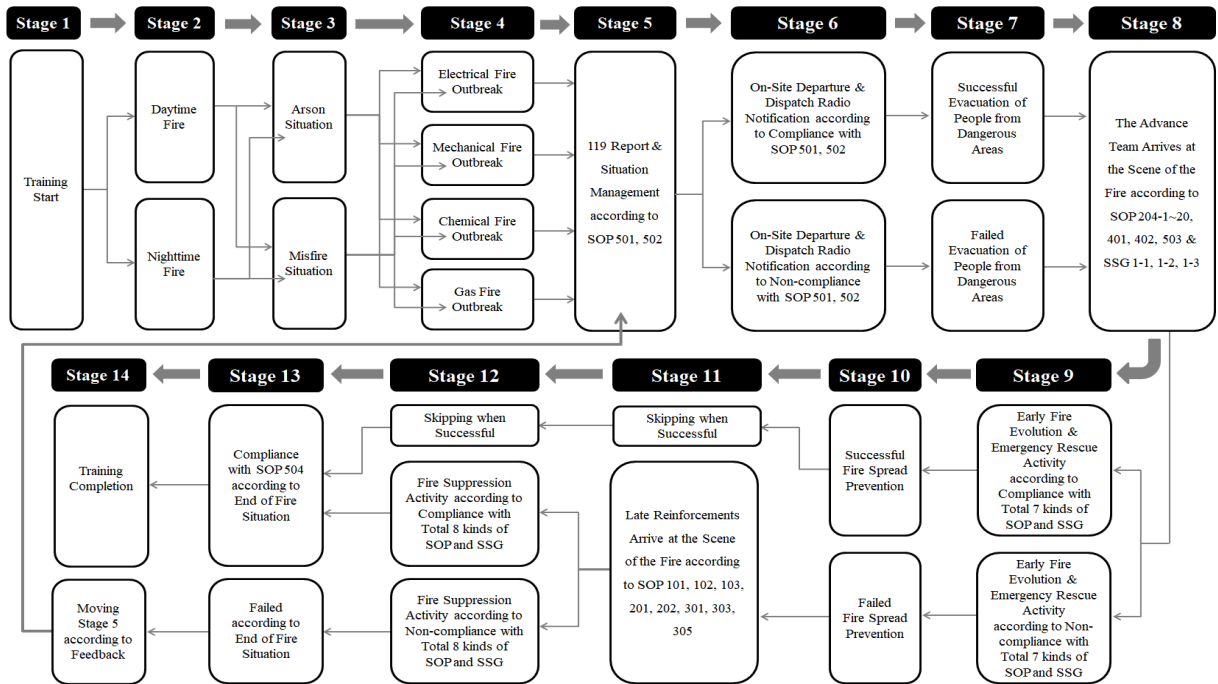 Stage 1
Stage 2
Stage 3
Stage 4
Stage 5
Stage 6
Stage 7
Stage 8
Training
Start
Daytime
Fire
Nighttime
Fire
Arson
Situation
Misfire
Situation
Electrical Fire
Outbreak
Mechanical Fire
Outbreak
Chemical Fire
Outbreak
Gas Fire
Outbreak
119 Report &
Situation
Management
according to
SOP 501, 502
On-Site Departure &
Dispatch Radio
Notification according
to Compliance with
SOP 501, 502
On-Site Departure &
Dispatch Radio
Notification according
to Non-compliance
with SOP 501, 502
Successful
Evacuation of
People from
Dangerous
Areas
Failed
Evacuation of
People from
Dangerous
Areas
The Advance
Team Arrives at
the Scene of the
Fire according to
SOP 204-1~20,
401, 402, 503 &
SSG 1-1, 1-2, 1-3
Stage 14
Stage 13
Stage 12
Stage 11
Stage 10
Stage 9
Training
Completion
Moving
Stage 5
according to
Feedback
Compliance
with SOP 504
according to
End of Fire
Situation
Failed
according to
End of Fire
Situation
Skipping when
Successful
Fire Suppression
Activity according to
Compliance with
Total 8 kinds of
SOP and SSG
Fire Suppression
Activity according to
Non-compliance with
Total 8 kinds of
SOP and SSG
Skipping when
Successful
Late Reinforcements
Arrive at the Scene
of the Fire according
to SOP 101, 102, 103,
201, 202, 301, 303,
305
Successful
Fire Spread
Prevention
Failed
Fire Spread
Prevention
Early Fire
Evolution &
Emergency Rescue
Activity
according to
Compliance with
Total 7 kinds of
SOP and SSG
Early Fire
Evolution &
Emergency Rescue
Activity
according to Non-
compliance with
Total 7 kinds of
SOP and SSG